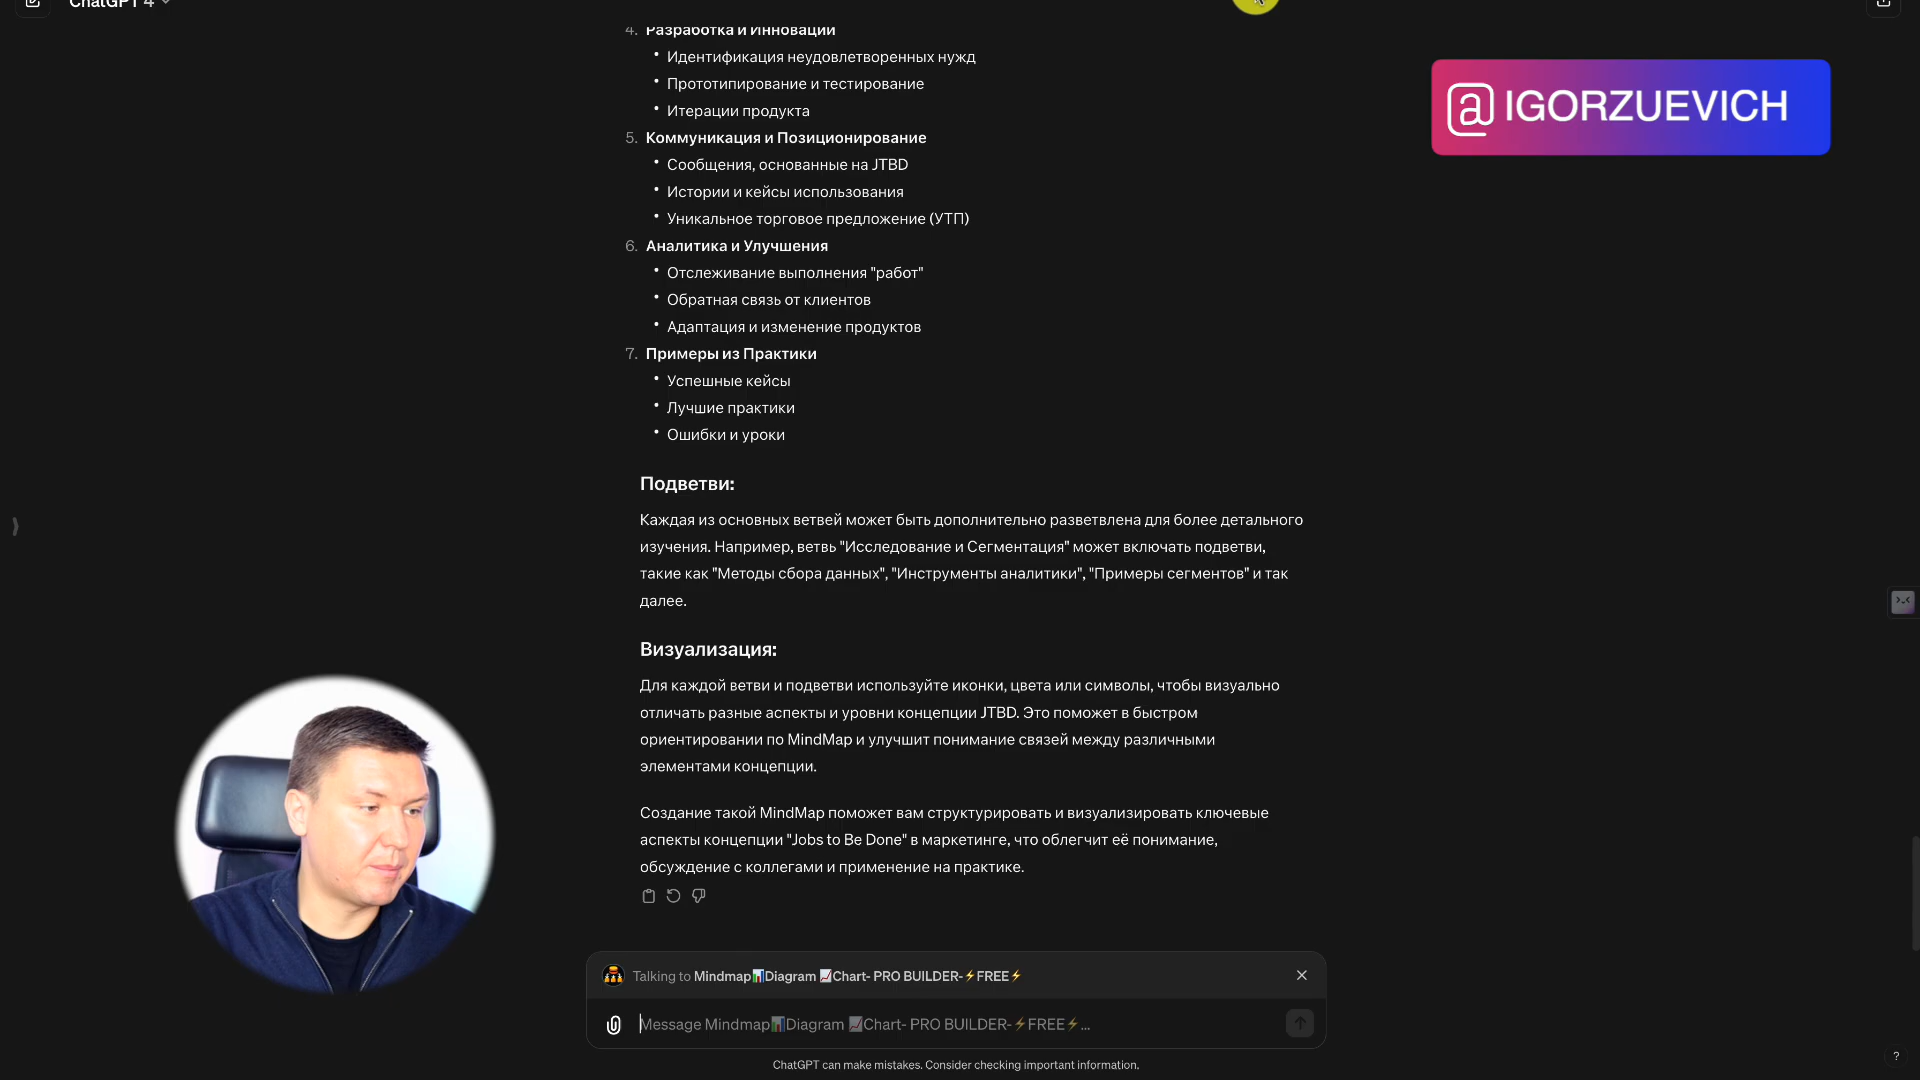 ChatGPT 4
4. Разработка и Инновации
• Идентификация неудовлетворенных нужд
• Прототипирование и тестирование
• Итерации продукта
5. Коммуникация и Позиционирование
• Сообщения, основанные на JTBD
• Истории и кейсы использования
• Уникальное торговое предложение (УТП)
6. Аналитика и Улучшения
• Отслеживание выполнения "работ"
• Обратная связь от клиентов
• Адаптация и изменение продуктов
7. Примеры из Практики
• Успешные кейсы
• Лучшие практики
• Ошибки и уроки
@IGORZUEVICH
Подветви:
Каждая из основных ветвей может быть дополнительно разветвлена для более детального
изучения. Например, ветвь "Исследование и Сегментация" может включать подветви,
такие как "Методы сбора данных", "Инструменты аналитики", "Примеры сегментов" и так
далее.
Визуализация:
Для каждой ветви и подветви используйте иконки, цвета или символы, чтобы визуально
отличать разные аспекты и уровни концепции JTBD. Это поможет в быстром
ориентировании по MindMap и улучшит понимание связей между различными
элементами концепции.
Создание такой MindMap поможет вам структурировать и визуализировать ключевые
аспекты концепции "Jobs to Be Done" в маркетинге, что облегчит её понимание,
обсуждение с коллегами и применение на практике.
Talking to Mindmap📊Diagram 📈Chart- PRO BUILDER-⚡FREE⚡
Message Mindmap📊Diagram 📈Chart- PRO BUILDER-⚡FREE⚡...
ChatGPT can make mistakes. Consider checking important information.
?